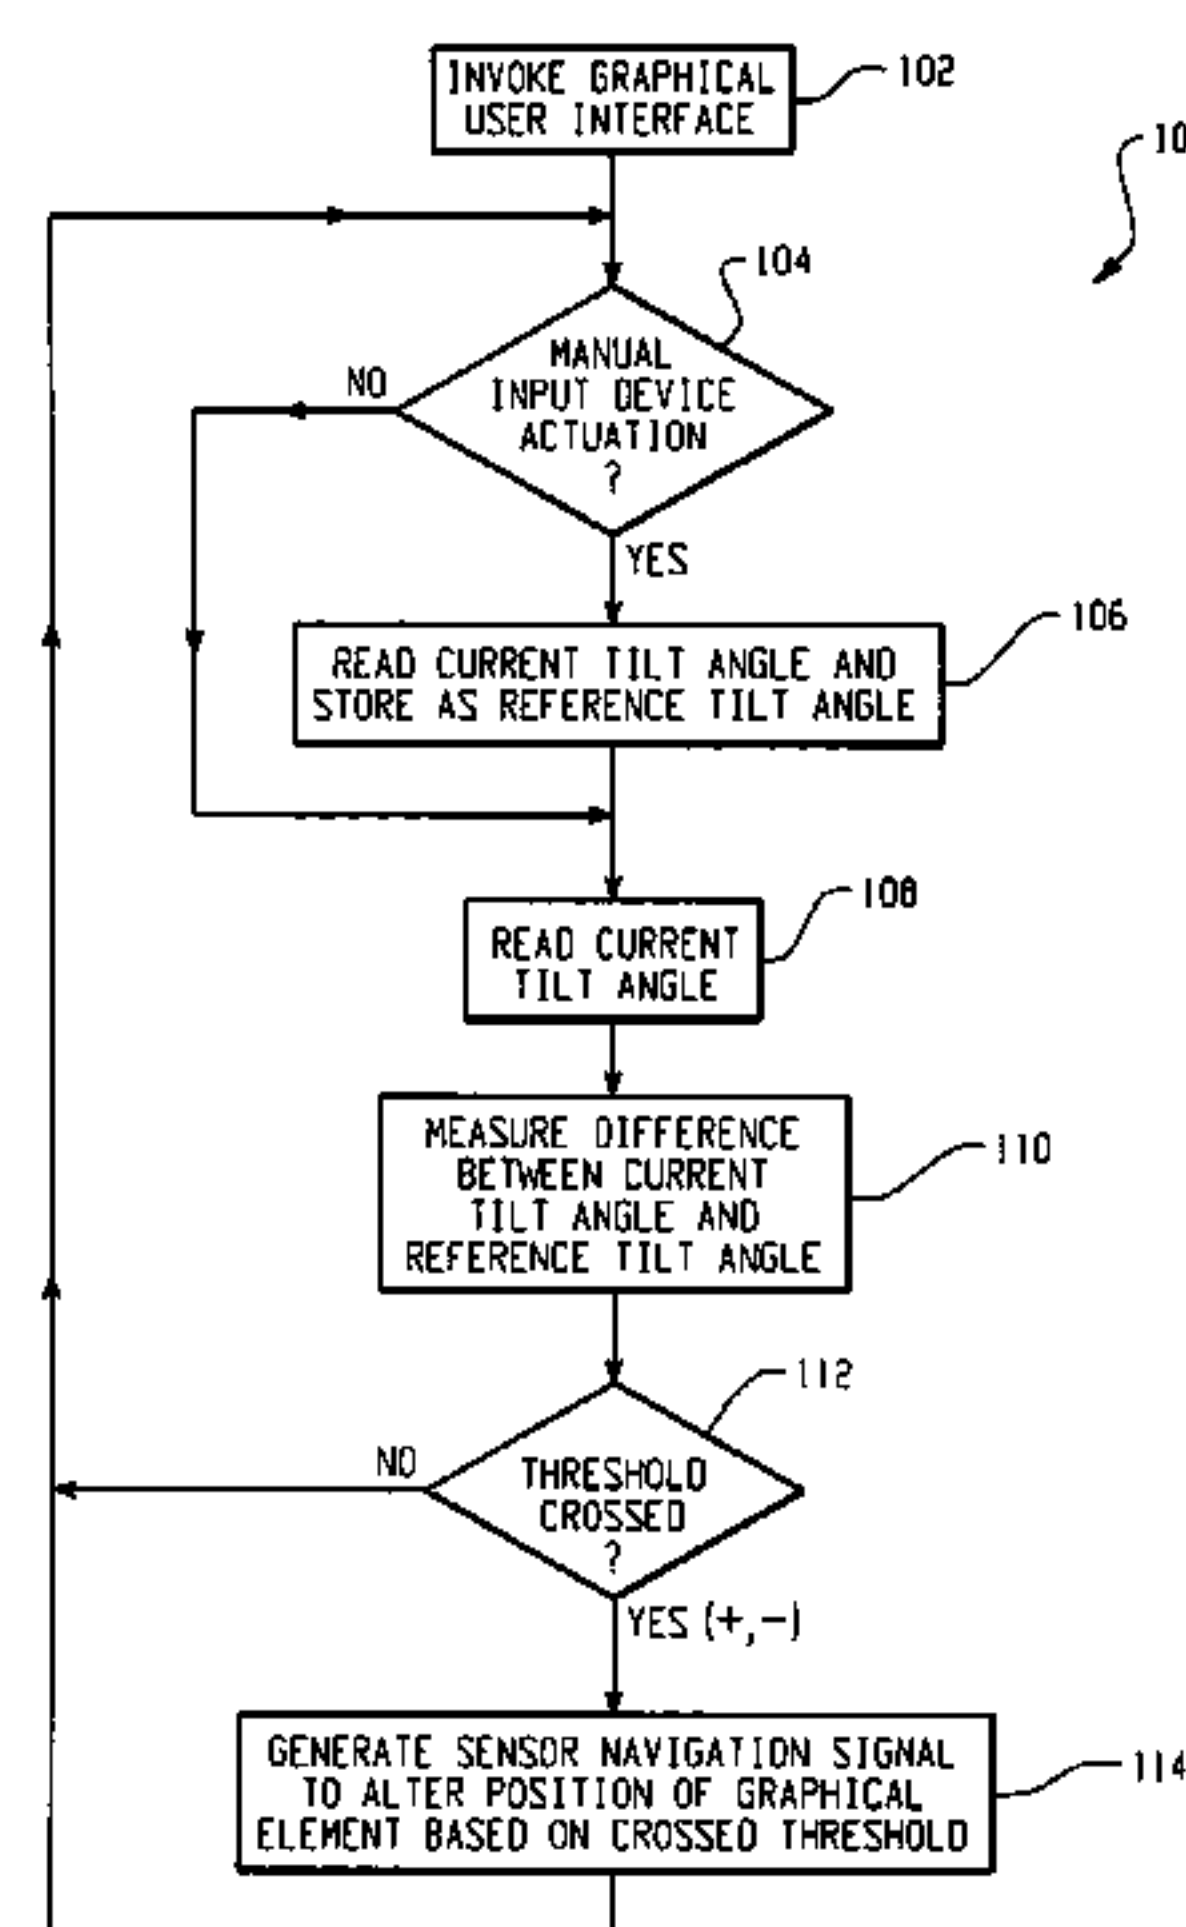 INVOKE GRAPHICAL
USER INTERFACE
102
10
104
MANUAL
INPUT DEVICE
ACTUATION
?
NO
YES
106
READ CURRENT TILT ANGLE AND
STORE AS REFERENCE TILT ANGLE
108
READ CURRENT
TILT ANGLE
110
MEASURE DIFFERENCE
BETWEEN CURRENT
TILT ANGLE AND
REFERENCE TILT ANGLE
112
NO
THRESHOLD
CROSSED
?
YES (+,-)
114
GENERATE SENSOR NAVIGATION SIGNAL
TO ALTER POSITION OF GRAPHICAL
ELEMENT BASED ON CROSSED THRESHOLD